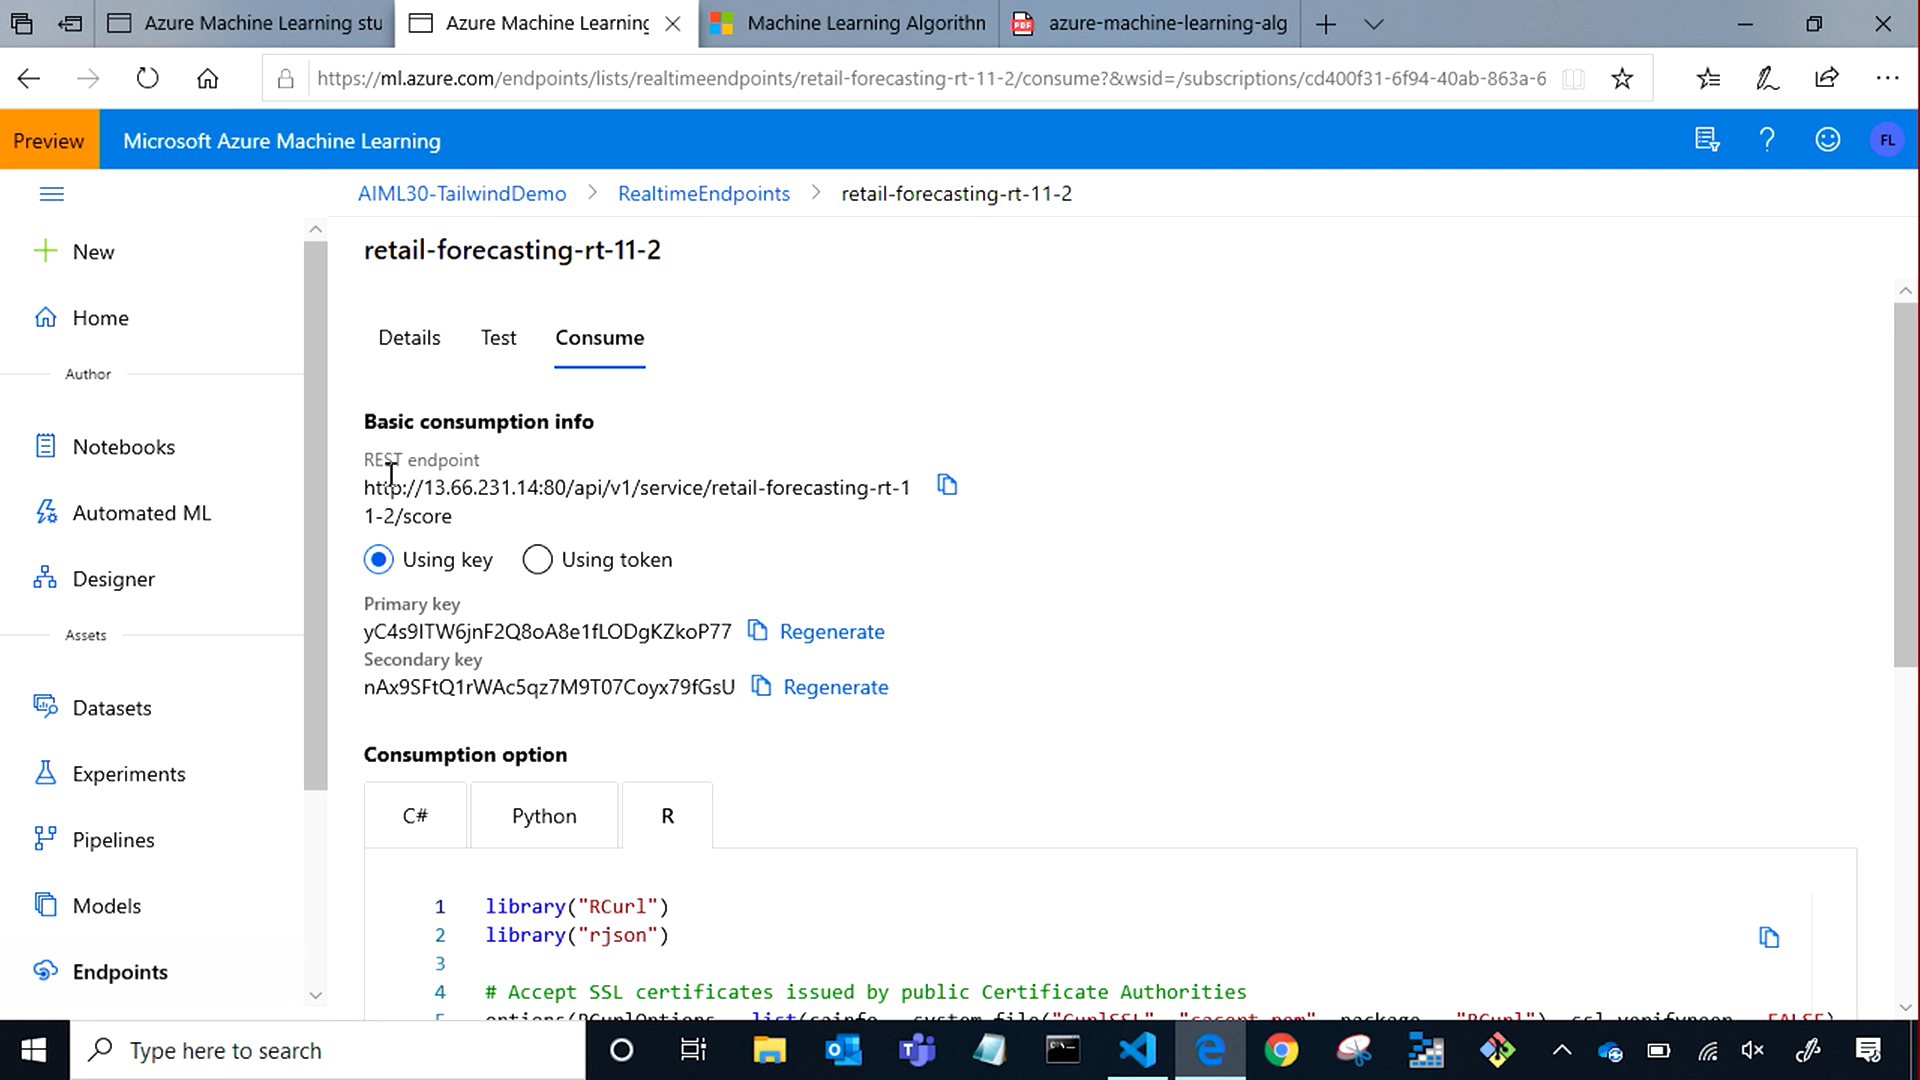 Azure Machine Learning stu
Azure Machine Learning
Machine Learning Algorithn
azure-machine-learning-alg
https://ml.azure.com/endpoints/lists/realtimeendpoints/retail-forecasting-rt-11-2/consume?&wsid=/subscriptions/cd400f31-6f94-40ab-863a-6
Preview
Microsoft Azure Machine Learning
FL
AIML30-TailwindDemo > RealtimeEndpoints > retail-forecasting-rt-11-2
New
Home
Author
Notebooks
Automated ML
Designer
Assets
Datasets
Experiments
Pipelines
Models
Endpoints
retail-forecasting-rt-11-2
Details Test Consume
Basic consumption info
REST endpoint
http://13.66.231.14:80/api/v1/service/retail-forecasting-rt-1
1-2/score
Using key Using token
Primary key
yC4s9ITW6jnF2Q8oA8e1fLODgKZkoP77 Regenerate
Secondary key
nAx9SFtQ1rWAc5qz7M9T07Coyx79fGsU Regenerate
Consumption option
C# Python R
1 library("RCurl")
2 library("rjson")
3
4 # Accept SSL certificates issued by public Certificate Authorities
Type here to search